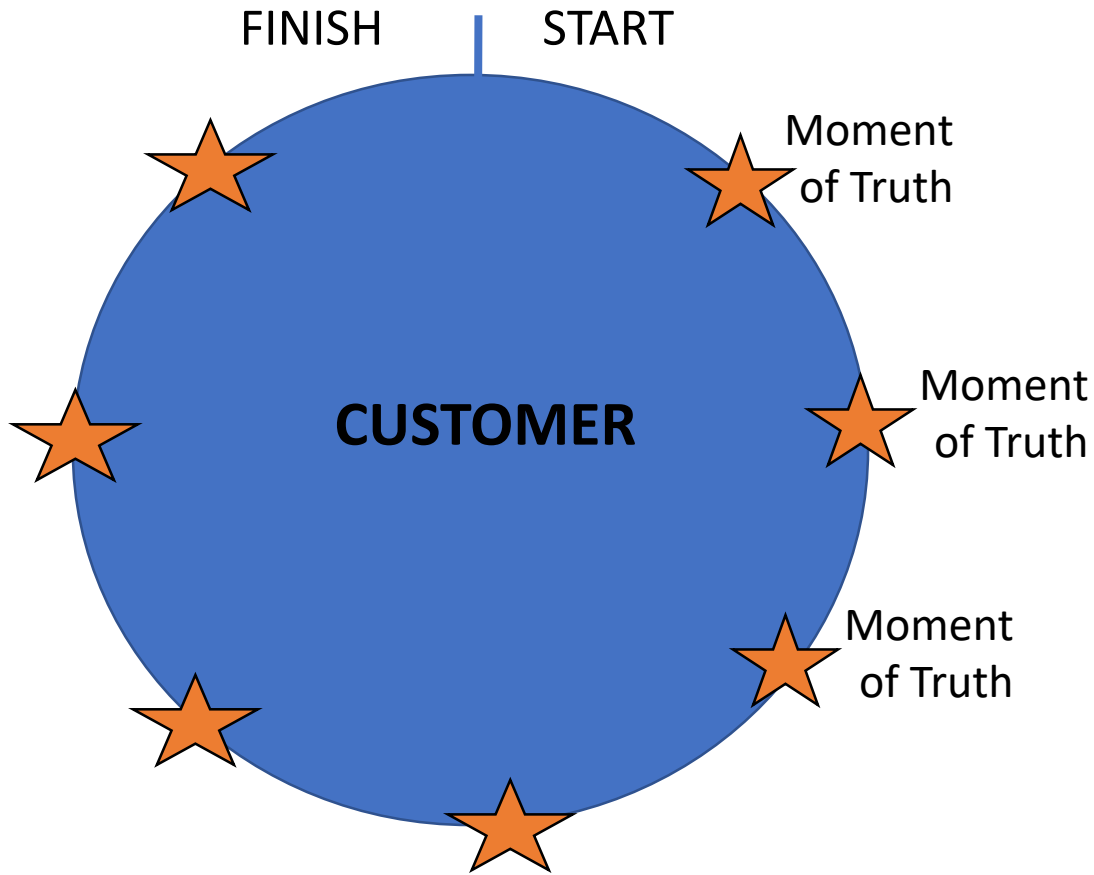 FINISH START
Moment
of Truth
CUSTOMER
Moment
of Truth
Moment
of Truth